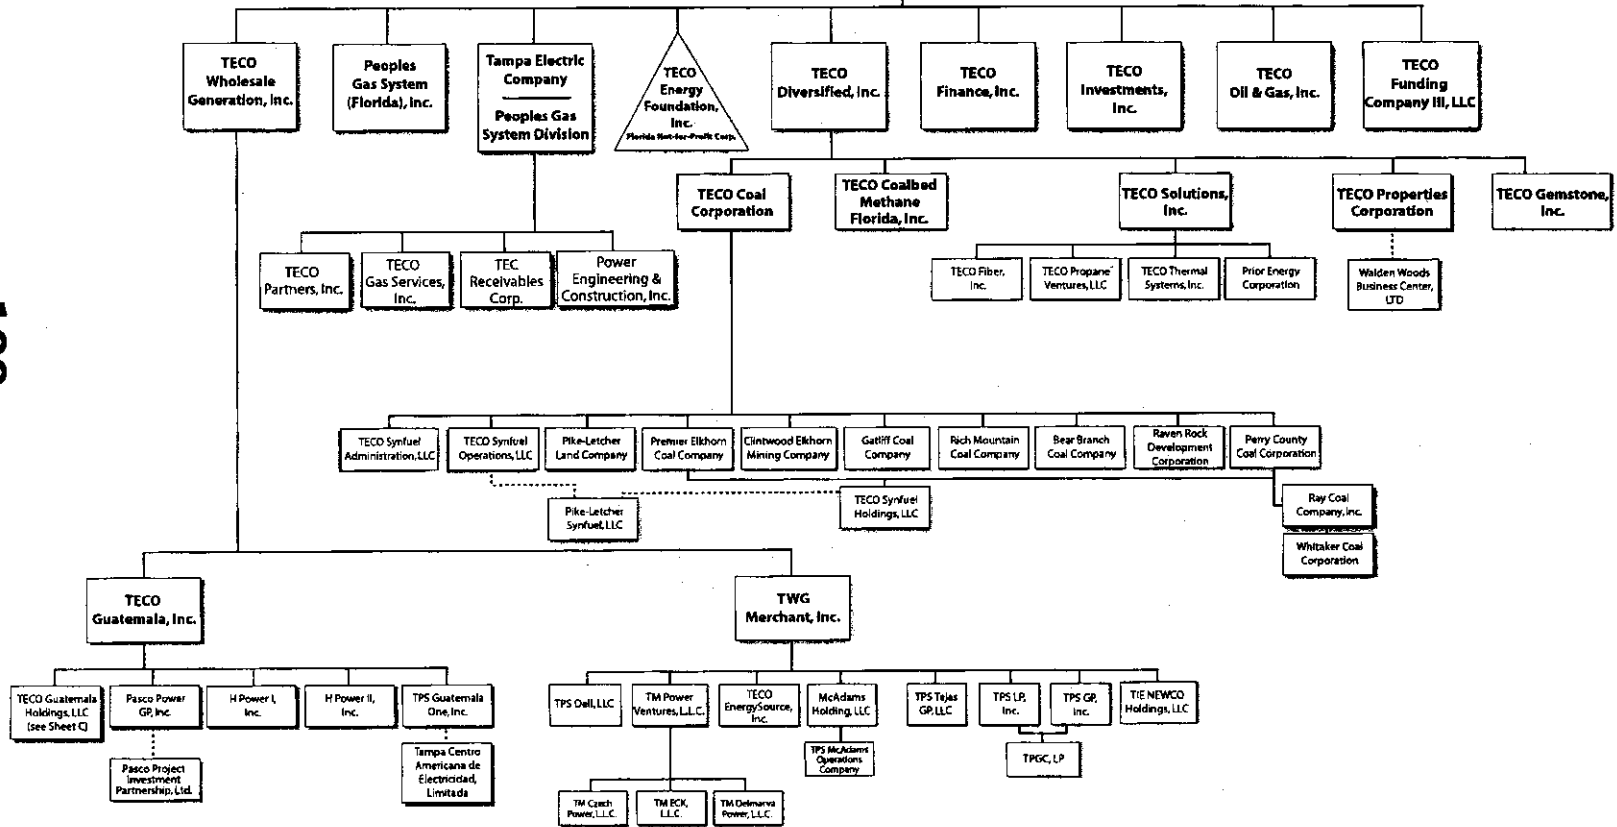 TECO
Wholesale
Generation, Inc.
Peoples
Gas System
(Florida), Inc.
Tampa Electric
Company
Peoples Gas
System Division
TECO
Energy
Foundation,
Inc.
Florida Not-for-Profit Corp.
TECO
Diversified, Inc.
TECO
Finance, Inc.
TECO
Investments,
Inc.
TECO
Oil & Gas, Inc.
TECO
Funding
Company III, LLC
TECO Coal
Corporation
TECO Coalbed
Methane
Florida, Inc.
TECO Solutions,
Inc.
TECO Properties
Corporation
TECO Gemstone,
Inc.
TECO
Partners, Inc.
TECO
Gas Services,
Inc.
TEC
Receivables
Corp.
Power
Engineering &
Construction, Inc.
TECO Fiber,
Inc.
TECO Propane
Ventures, LLC
TECO Thermal
Systems, Inc.
Prior Energy
Corporation
Walden Woods
Business Center,
LTD
TECO Synfuel
Administration, LLC
TECO Synfuel
Operations, LLC
Pike-Letcher
Land Company
Premier Elkhorn
Coal Company
Clintwood Elkhorn
Mining Company
Gatliff Coal
Company
Rich Mountain
Coal Company
Bear Branch
Coal Company
Raven Rock
Development
Corporation
Perry County
Coal Corporation
Pike-Letcher
Synfuel, LLC
TECO Synfuel
Holdings, LLC
Ray Coal
Company, Inc.
Whitaker Coal
Corporation
TECO
Guatemala, Inc.
TWG
Merchant, Inc.
TECO Guatemala
Holdings, LLC
(see Sheet C)
Pasco Power
GP, Inc.
H Power I,
Inc.
H Power II,
Inc.
TPS Guatemala
One, Inc.
Pasco Project
Investment
Partnership, Ltd.
Tampa Centro
Americana de
Electricidad,
Limitada
TPS Dell, LLC
TM Power
Ventures, L.L.C.
TECO
EnergySource,
Inc.
McAdams
Holding, LLC
TPS Tejas
GP, LLC
TPS LP,
Inc.
TPS GP,
Inc.
TIE NEWCO
Holdings, LLC
TPS McAdams
Operations
Company
TPGC, LP
TM Czech
Power, L.L.C.
TM ECK,
L.L.C.
TM Delmarva
Power, L.L.C.